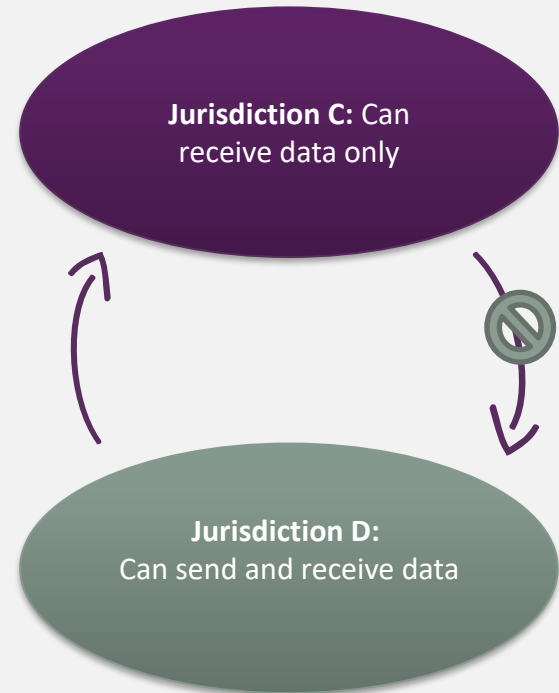 Jurisdiction C: Can
receive data only
Jurisdiction D:
Can send and receive data